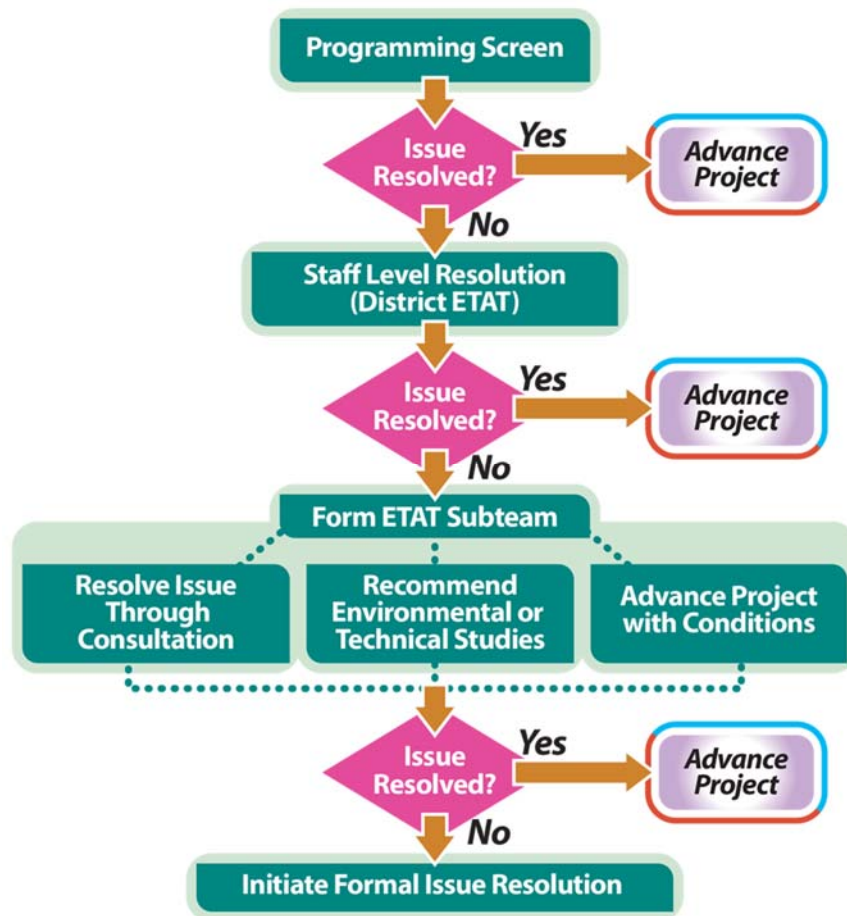 Programming Screen
Issue
Resolved?
Yes
Advance
Project
No
Staff Level Resolution
(District ETAT)
Issue
Resolved?
Yes
Advance
Project
No
Form ETAT Subteam
Resolve Issue
Through
Consultation
Recommend
Environmental or
Technical Studies
Advance Project
with Conditions
Issue
Resolved?
Yes
Advance
Project
No
Initiate Formal Issue Resolution